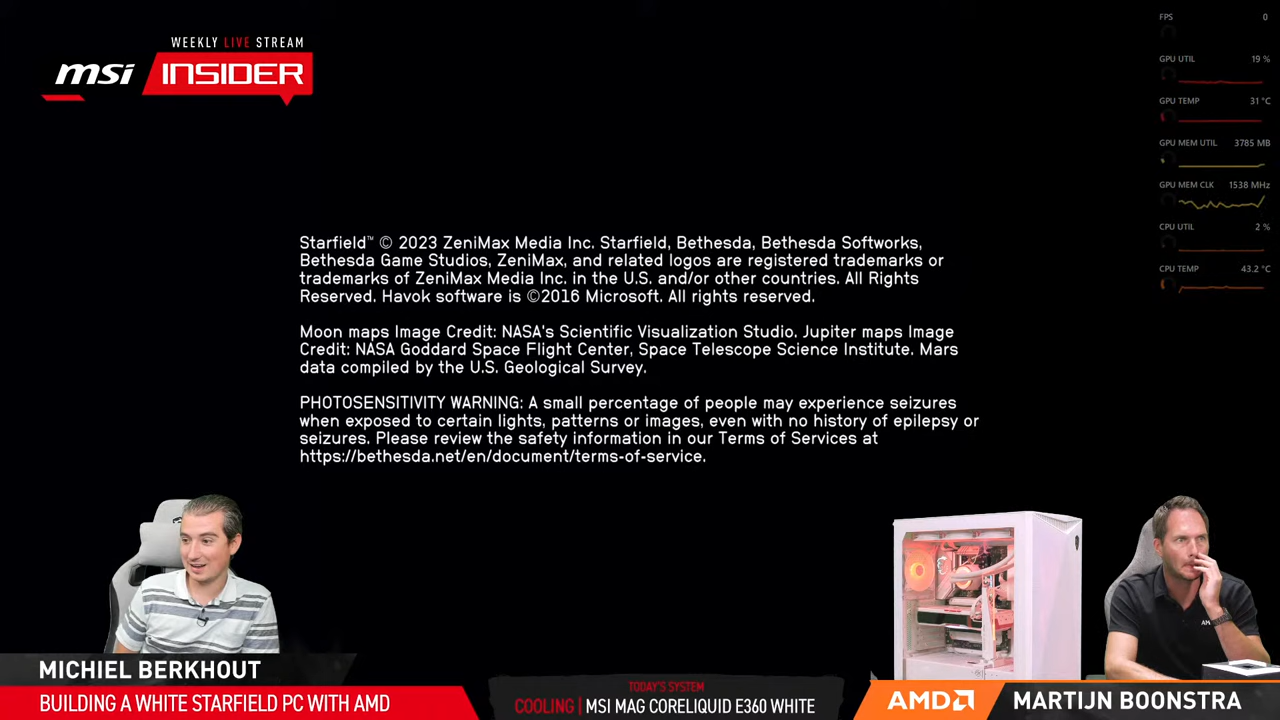 WEEKLY LIVE STREAM
msi INSIDER
FPS 0
GPU UTIL 19 %
GPU TEMP 31 °C
GPU MEM UTIL 3785 MB
GPU MEM CLK 1538 MHz
CPU UTIL 2 %
CPU TEMP 43.2 °C
Starfield™ © 2023 ZeniMax Media Inc. Starfield, Bethesda, Bethesda Softworks,
Bethesda Game Studios, ZeniMax, and related logos are registered trademarks or
trademarks of ZeniMax Media Inc. in the U.S. and/or other countries. All Rights
Reserved. Havok software is ©2016 Microsoft. All rights reserved.
Moon maps Image Credit: NASA's Scientific Visualization Studio. Jupiter maps Image
Credit: NASA Goddard Space Flight Center, Space Telescope Science Institute. Mars
data compiled by the U.S. Geological Survey.
PHOTOSENSITIVITY WARNING: A small percentage of people may experience seizures
when exposed to certain lights, patterns or images, even with no history of epilepsy or
seizures. Please review the safety information in our Terms of Services at
https://bethesda.net/en/document/terms-of-service.
MICHIEL BERKHOUT
BUILDING A WHITE STARFIELD PC WITH AMD
TODAY'S SYSTEM
COOLING | MSI MAG CORELIQUID E360 WHITE
AMD MARTIJN BOONSTRA